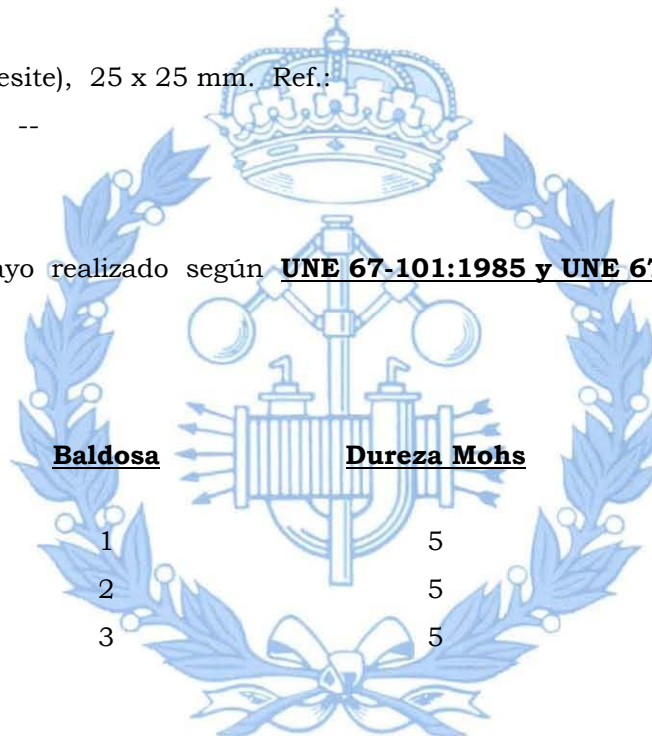 esite), 25 x 25 mm. Ref.:
--
ayo realizado según UNE 67-101:1985 y UNE 67
Baldosa Dureza Mohs
1 5
2 5
3 5